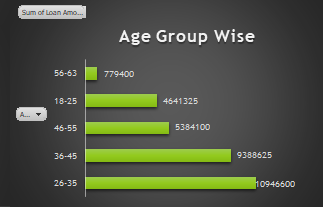 Sum of Loan Amo...
Age Group Wise
56-63 779400
18-25 4641325
A...
46-55 5384100
36-45 9388625
26-35 10946600